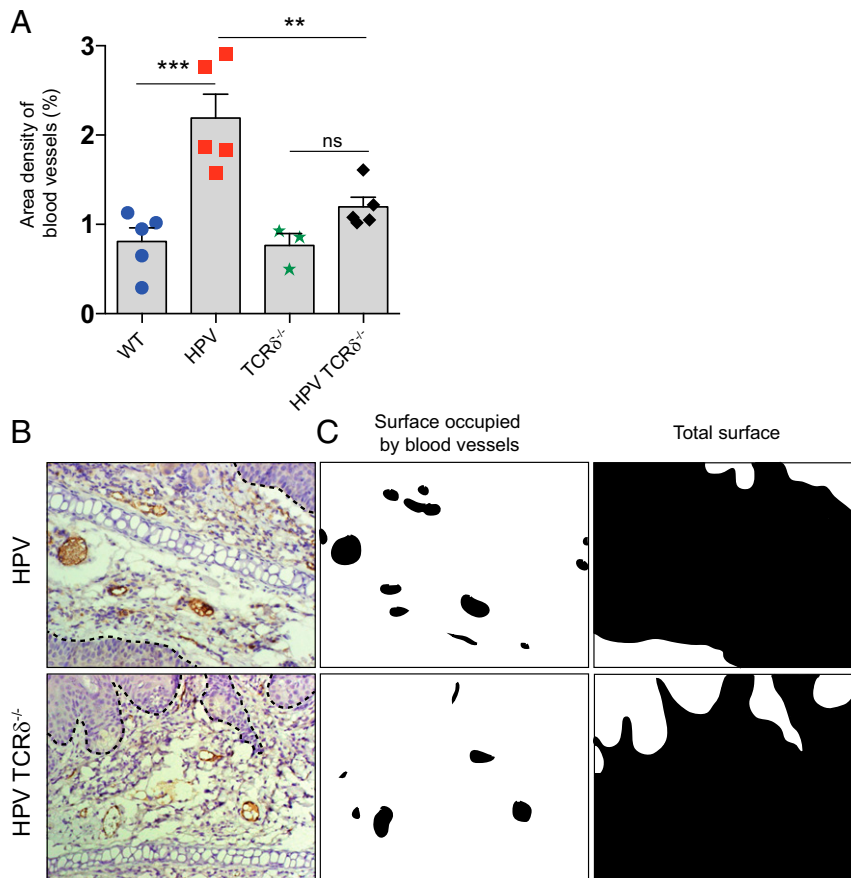 A
Area density of
blood vessels (%)
3
2
1
0
***
**
ns
WT
HPV
TCRδ-/-
HPV TCRδ-/-
B
C
Surface occupied
by blood vessels
Total surface
HPV
HPV TCRδ-/-